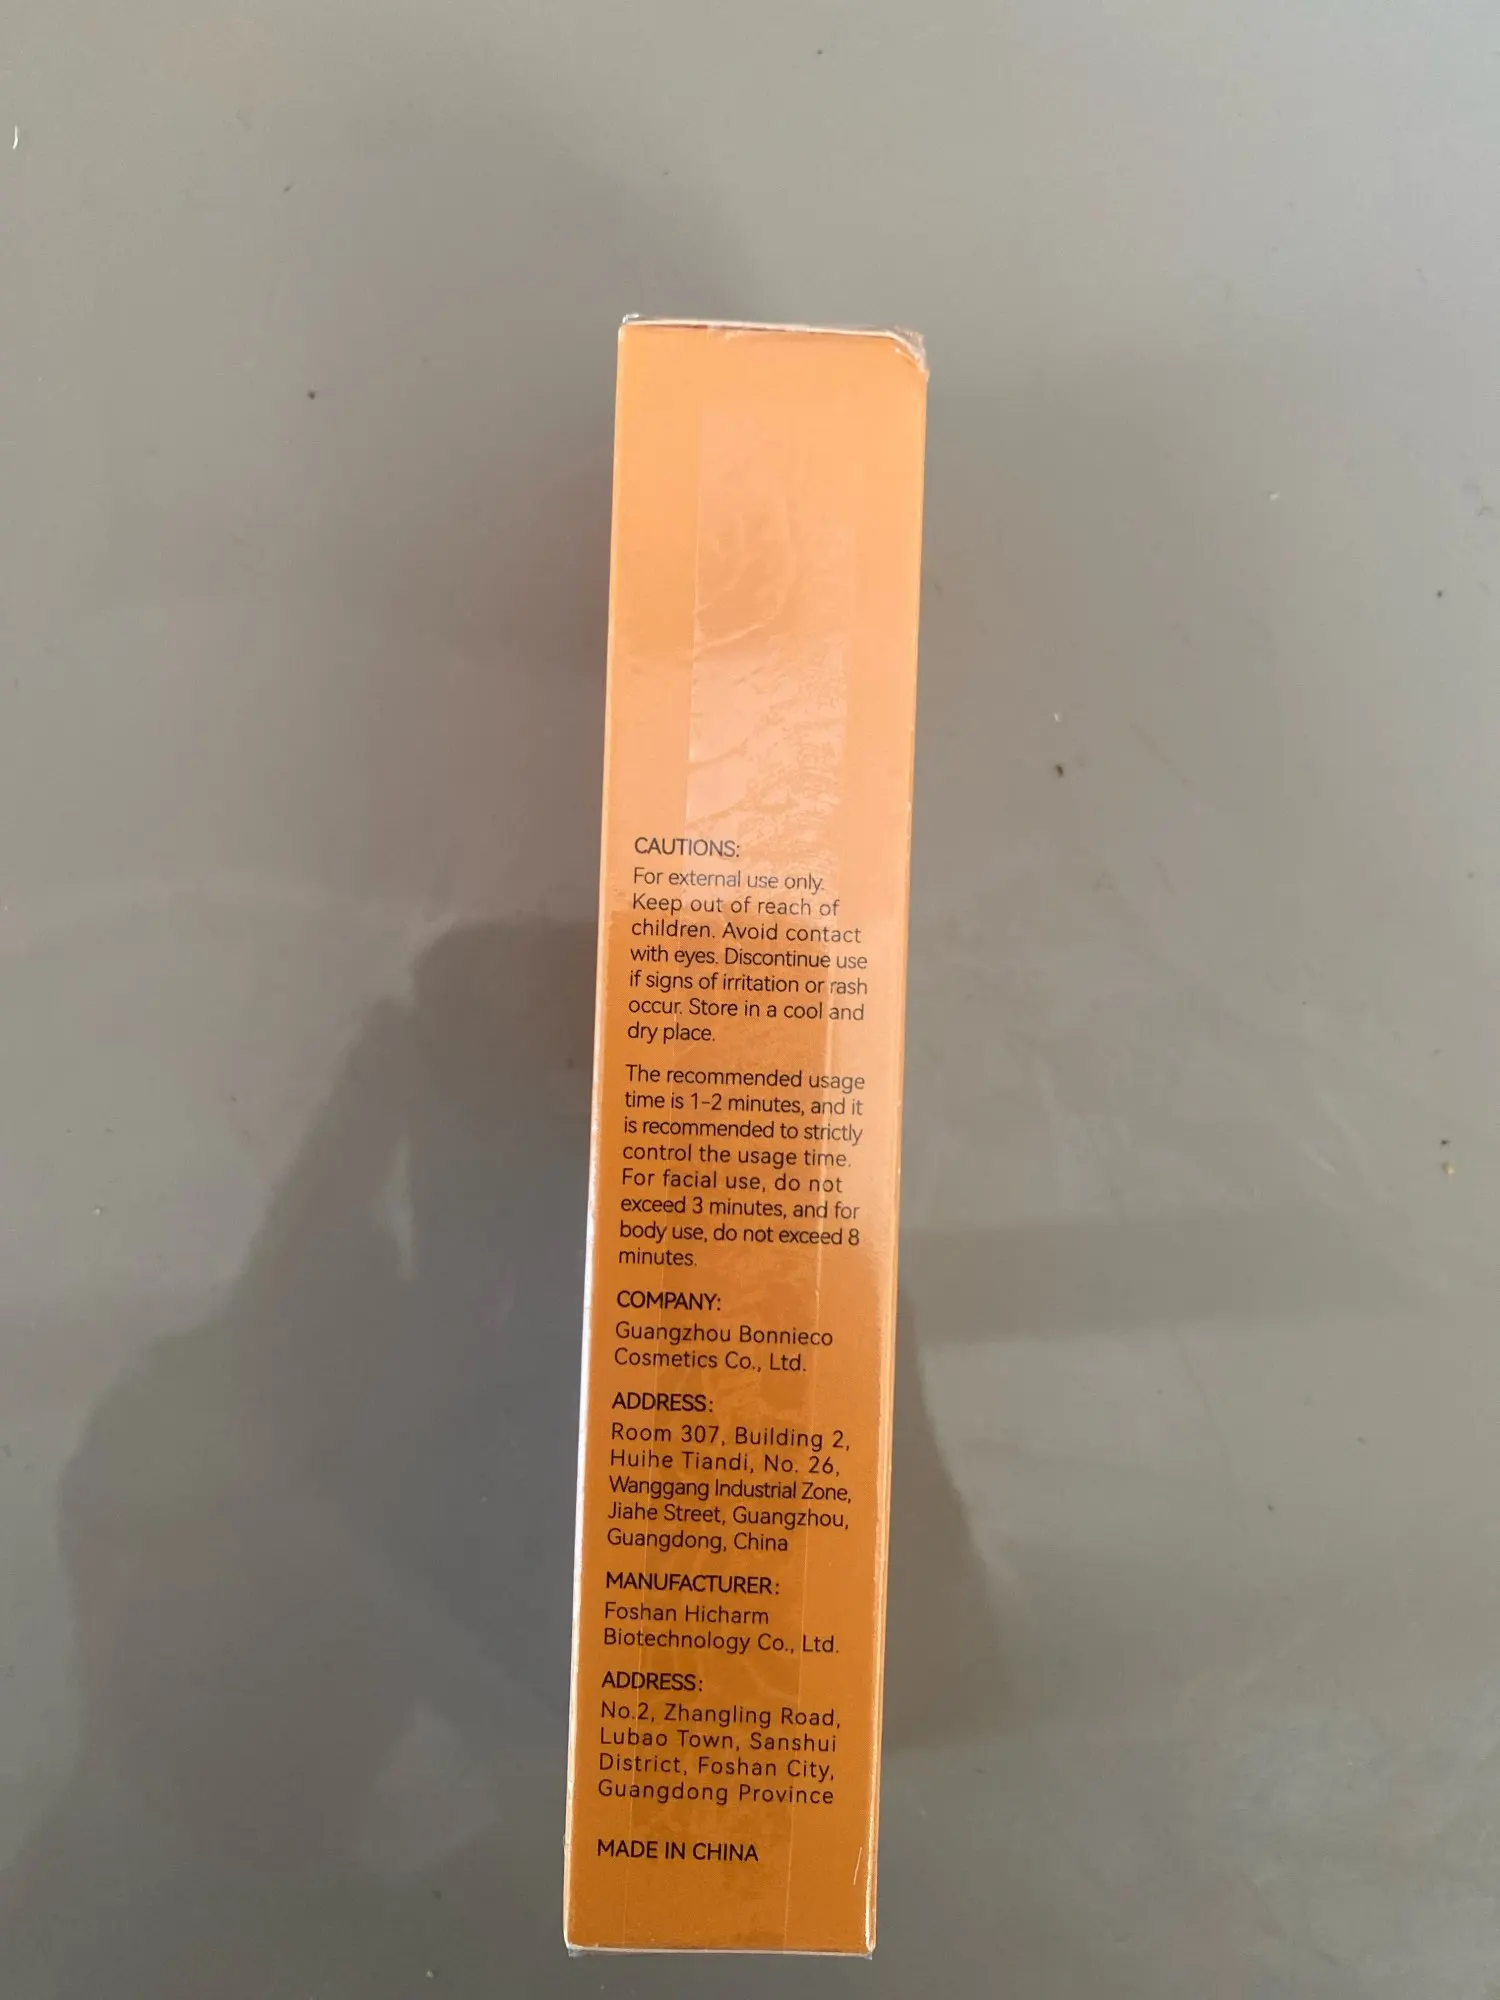 CAUTIONS:
For external use only.
Keep out of reach of
children. Avoid contact
with eyes. Discontinue use
if signs of irritation or rash
occur. Store in a cool and
dry place.
The recommended usage
time is 1-2 minutes, and it
is recommended to strictly
control the usage time.
For facial use, do not
exceed 3 minutes, and for
body use, do not exceed 8
minutes.
COMPANY:
Guangzhou Bonnieco
Cosmetics Co., Ltd.
ADDRESS:
Room 307, Building 2,
Huihe Tiandi, No. 26,
Wanggang Industrial Zone,
Jiahe Street, Guangzhou,
Guangdong, China
MANUFACTURER:
Foshan Hicharm
Biotechnology Co., Ltd.
ADDRESS:
No.2, Zhangling Road,
Lubao Town, Sanshui
District, Foshan City,
Guangdong Province
MADE IN CHINA